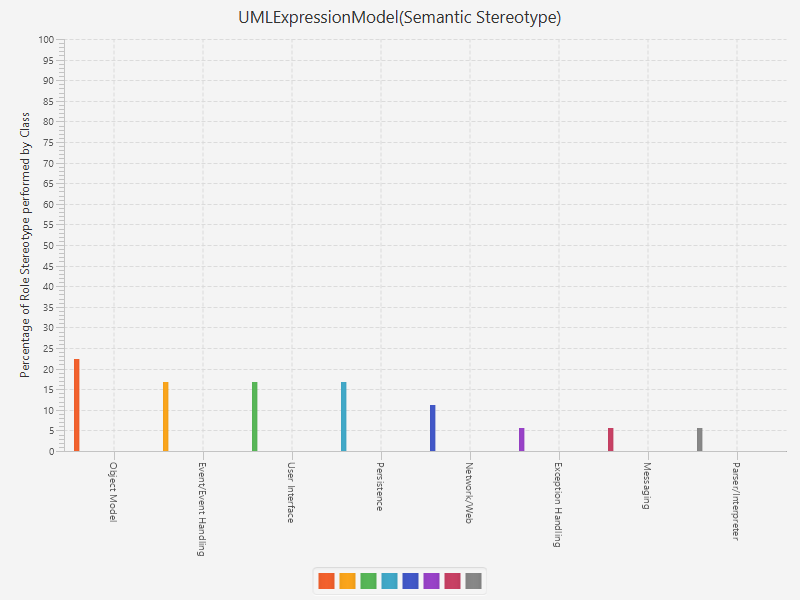 UMLExpressionModel(Semantic Stereotype)
Percentage of Role Stereotype performed by Class
100
95
90
85
80
75
70
65
60
55
50
45
40
35
30
25
20
15
10
5
0
Object Model
Event/Event Handling
User Interface
Persistence
Network/Web
Exception Handling
Messaging
Parser/Interpreter